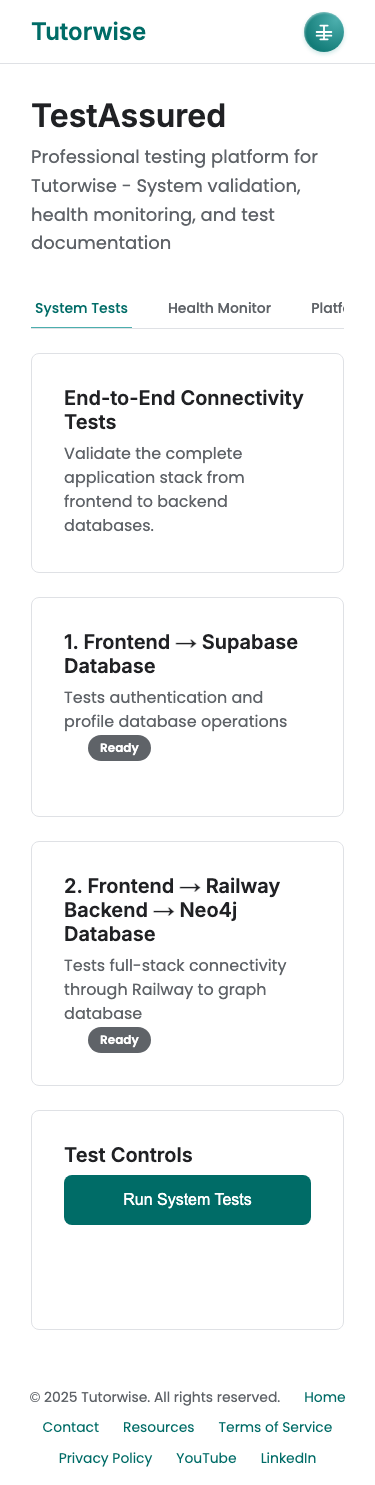 Tutorwise
TestAssured
Professional testing platform for
Tutorwise - System validation,
health monitoring, and test
documentation
System Tests Health Monitor Platf
End-to-End Connectivity
Tests
Validate the complete
application stack from
frontend to backend
databases.
1. Frontend → Supabase
Database
Tests authentication and
profile database operations
Ready
2. Frontend → Railway
Backend → Neo4j
Database
Tests full-stack connectivity
through Railway to graph
database
Ready
Test Controls
Run System Tests
© 2025 Tutorwise. All rights reserved. Home
Contact Resources Terms of Service
Privacy Policy YouTube LinkedIn